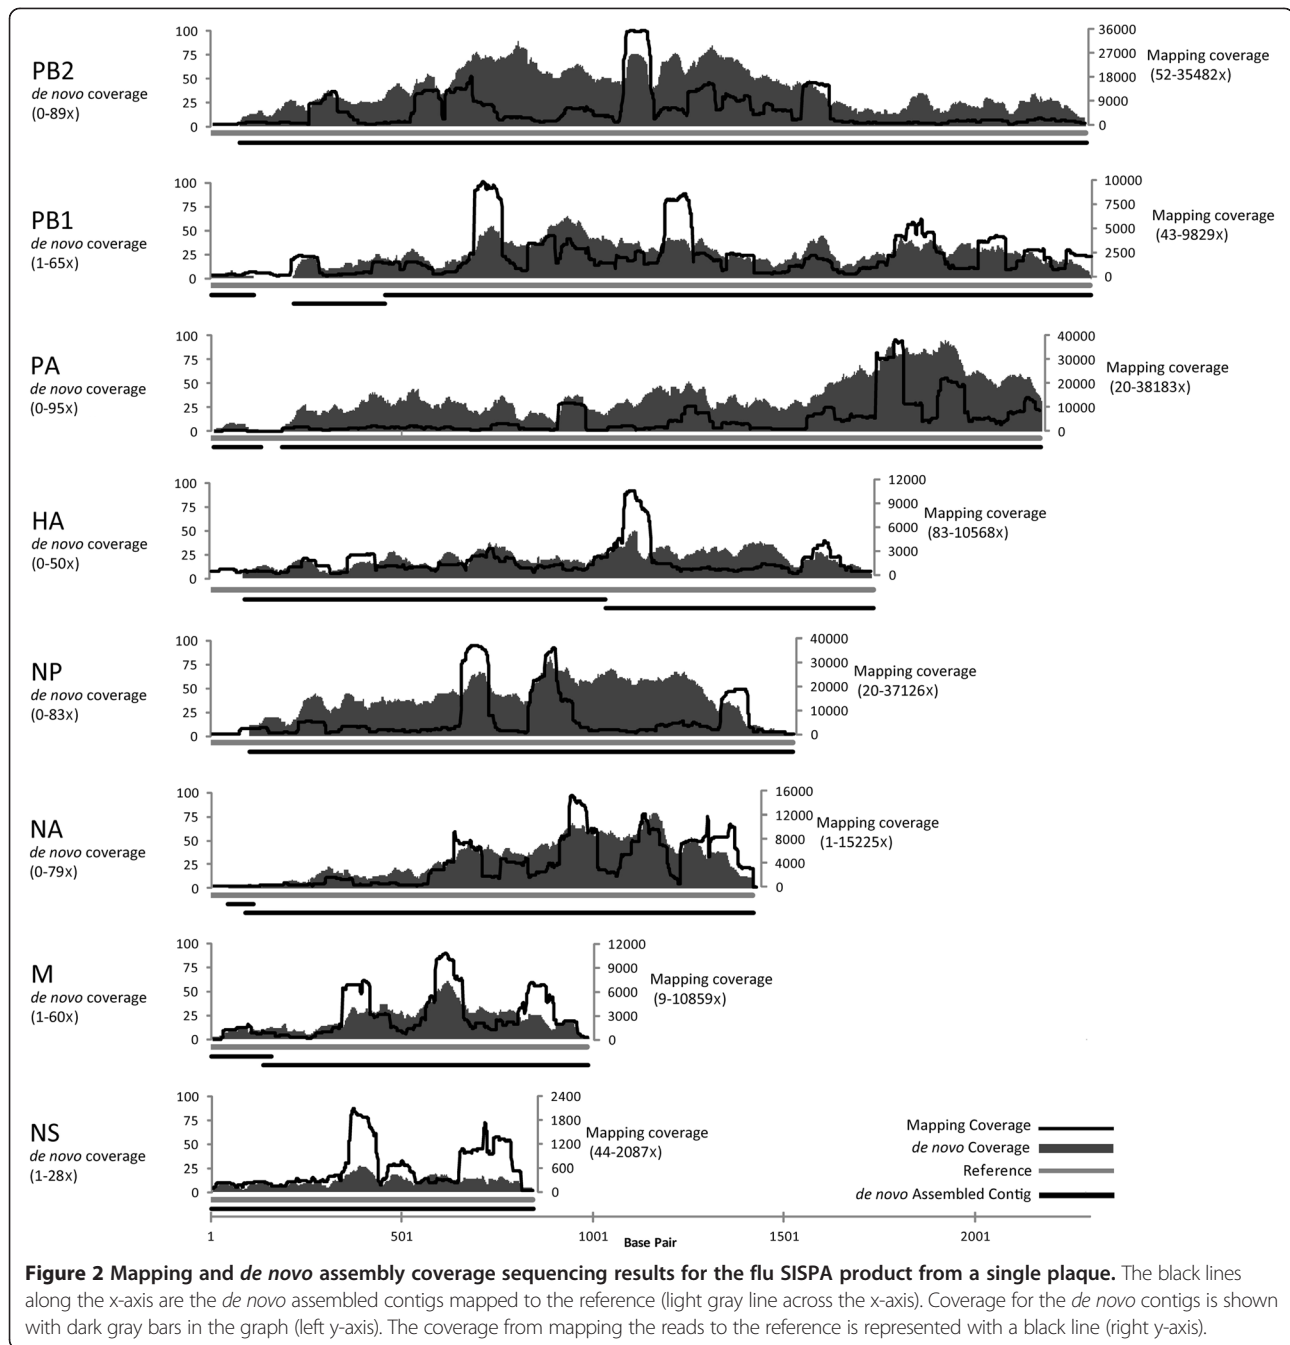 PB2
de novo coverage
(0-89x)
100
75
50
25
0
36000
27000
18000
9000
0
Mapping coverage
(52-35482x)
PB1
de novo coverage
(1-65x)
100
75
50
25
0
10000
7500
5000
2500
0
Mapping coverage
(43-9829x)
PA
de novo coverage
(0-95x)
100
75
50
25
0
40000
30000
20000
10000
0
Mapping coverage
(20-38183x)
HA
de novo coverage
(0-50x)
100
75
50
25
0
12000
9000
6000
3000
0
Mapping coverage
(83-10568x)
NP
de novo coverage
(0-83x)
100
75
50
25
0
40000
30000
20000
10000
0
Mapping coverage
(20-37126x)
NA
de novo coverage
(0-79x)
100
75
50
25
0
16000
12000
8000
4000
0
Mapping coverage
(1-15225x)
M
de novo coverage
(1-60x)
100
75
50
25
0
12000
9000
6000
3000
0
Mapping coverage
(9-10859x)
NS
de novo coverage
(1-28x)
100
75
50
25
0
2400
1800
1200
600
0
Mapping coverage
(44-2087x)
Mapping Coverage
de novo Coverage
Reference
de novo Assembled Contig
1
501
1001
1501
2001
Base Pair
Figure 2 Mapping and de novo assembly coverage sequencing results for the flu SISPA product from a single plaque. The black lines
along the x-axis are the de novo assembled contigs mapped to the reference (light gray line across the x-axis). Coverage for the de novo contigs is shown
with dark gray bars in the graph (left y-axis). The coverage from mapping the reads to the reference is represented with a black line (right y-axis).